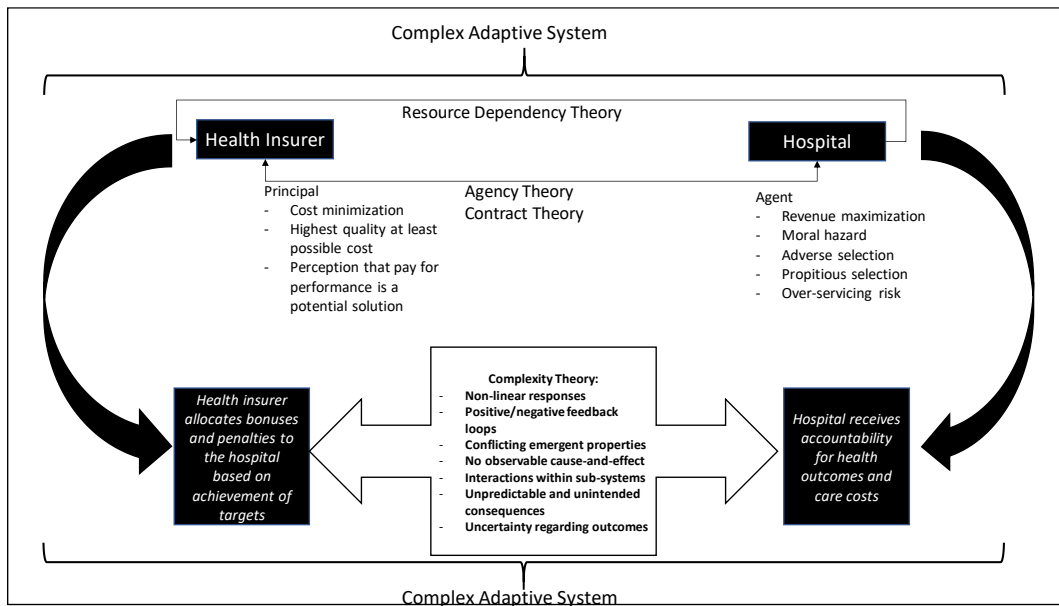 Complex Adaptive System
Resource Dependency Theory
Health Insurer
Hospital
Agency Theory
Contract Theory
Principal
- Cost minimization
- Highest quality at least
possible cost
- Perception that pay for
performance is a
potential solution
Agent
- Revenue maximization
- Moral hazard
- Adverse selection
- Propitious selection
- Over-servicing risk
Health insurer
allocates bonuses
and penalties to
the hospital
based on
achievement of
targets
Complexity Theory:
- Non-linear responses
- Positive/negative feedback
loops
- Conflicting emergent properties
- No observable cause-and-effect
- Interactions within sub-systems
- Unpredictable and unintended
consequences
- Uncertainty regarding outcomes
Hospital receives
accountability
for health
outcomes and
care costs
Complex Adaptive System